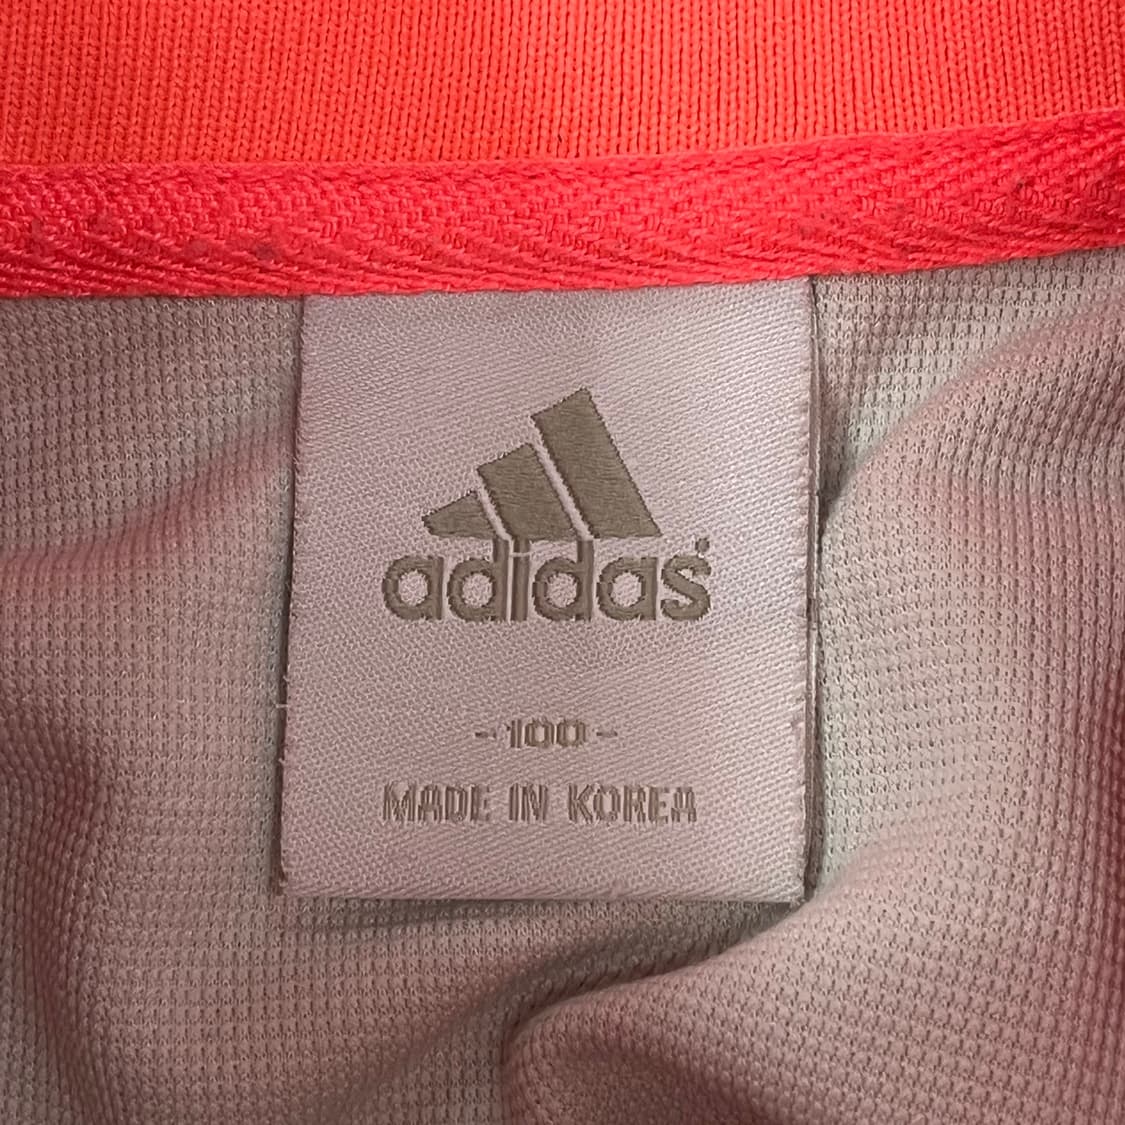 adidas
- 100 -
MADE IN KOREA